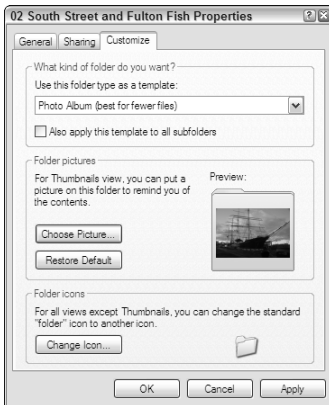 02 South Street and Fulton Fish Properties
General Sharing Customize
What kind of folder do you want?
Use this folder type as a template:
Photo Album (best for fewer files)
Also apply this template to all subfolders
Folder pictures
For Thumbnails view, you can put a
picture on this folder to remind you of
the contents.
Preview:
Choose Picture...
Restore Default
Folder icons
For all views except Thumbnails, you can change the standard
"folder" icon to another icon.
Change Icon...
OK Cancel Apply